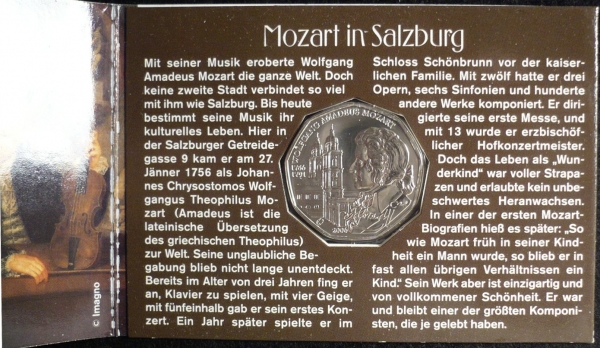 Mozart in Salzburg
Mit seiner Musik eroberte Wolfgang
Amadeus Mozart die ganze Welt. Doch
keine zweite Stadt verbindet so viel
mit ihm wie Salzburg. Bis heute
bestimmt seine Musik ihr
kulturelles Leben. Hier in
der Salzburger Getreide-
gasse 9 kam er am 27.
Jänner 1756 als Johan-
nes Chrysostomos Wolf-
gangus Theophilus Mo-
zart (Amadeus ist die
lateinische Übersetzung
des griechischen Theophilus)
zur Welt. Seine unglaubliche Be-
gabung blieb nicht lange unentdeckt.
Bereits im Alter von drei Jahren fing er
an, Klavier zu spielen, mit vier Geige,
mit fünfeinhalb gab er sein erstes Kon-
zert. Ein Jahr später spielte er im
Schloss Schönbrunn vor der kaiser-
lichen Familie. Mit zwölf hatte er drei
Opern, sechs Sinfonien und hunderte
andere Werke komponiert. Er diri-
gierte seine erste Messe, und
mit 13 wurde er erzbischöf-
licher Hofkonzertmeister.
Doch das Leben als „Wun-
derkind" war voller Strapa-
zen und erlaubte kein unbe-
schwertes Heranwachsen.
In einer der ersten Mozart-
Biografien hieß es später: „So
wie Mozart früh in seiner Kind-
heit ein Mann wurde, so blieb er in
fast allen übrigen Verhältnissen ein
Kind." Sein Werk aber ist einzigartig und
von vollkommener Schönheit. Er war
und bleibt einer der größten Komponi-
sten, die je gelebt haben.
WOLFGANG AMADEUS MOZART
1756
1791
2006
© Imagno